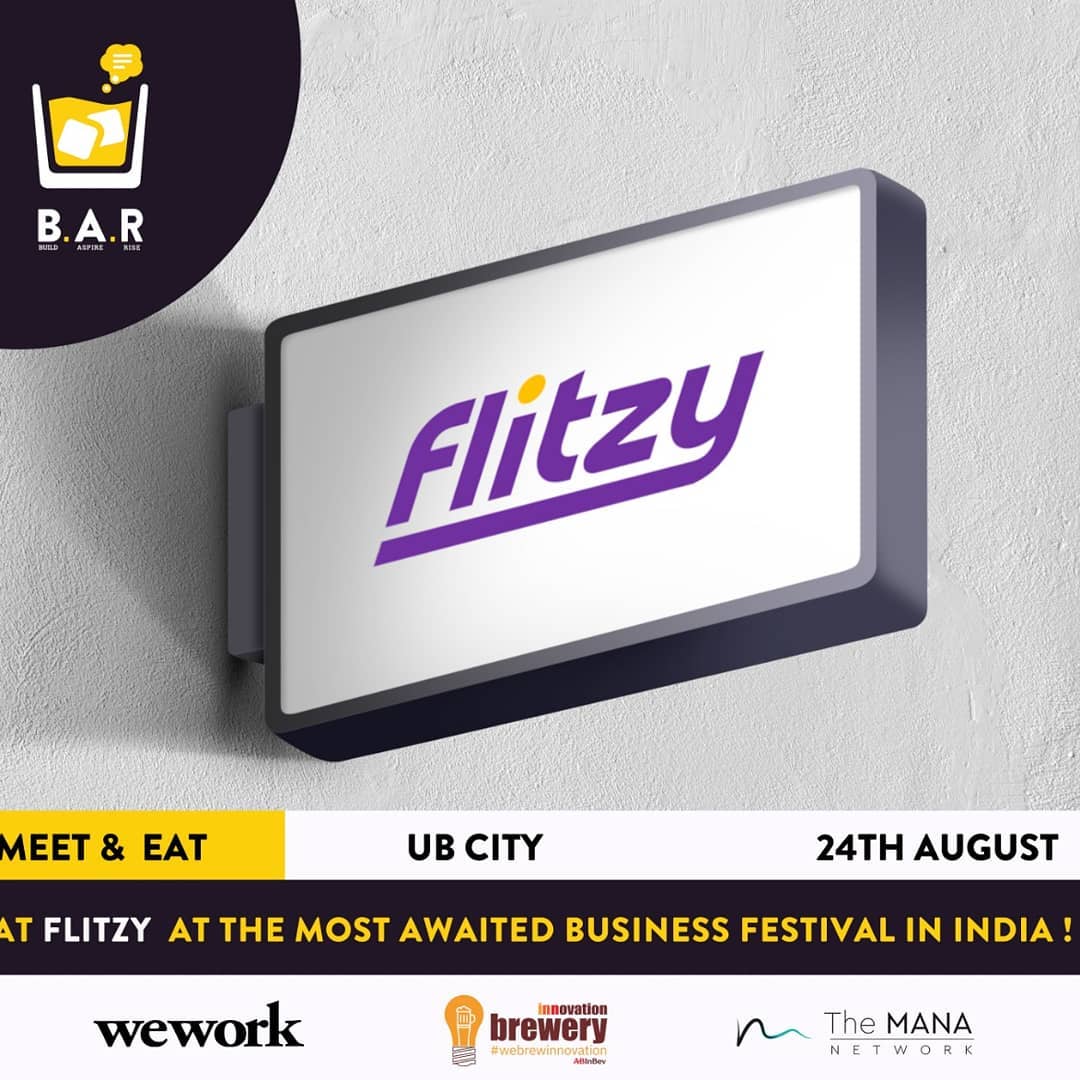 B.A.R
BUILD ASPIRE RISE
flitzy
MEET & EAT
UB CITY
24TH AUGUST
AT FLITZY AT THE MOST AWAITED BUSINESS FESTIVAL IN INDIA !
wework
innovation
brewery
#webrewinnovation
ABInBev
The MANA
NETWORK